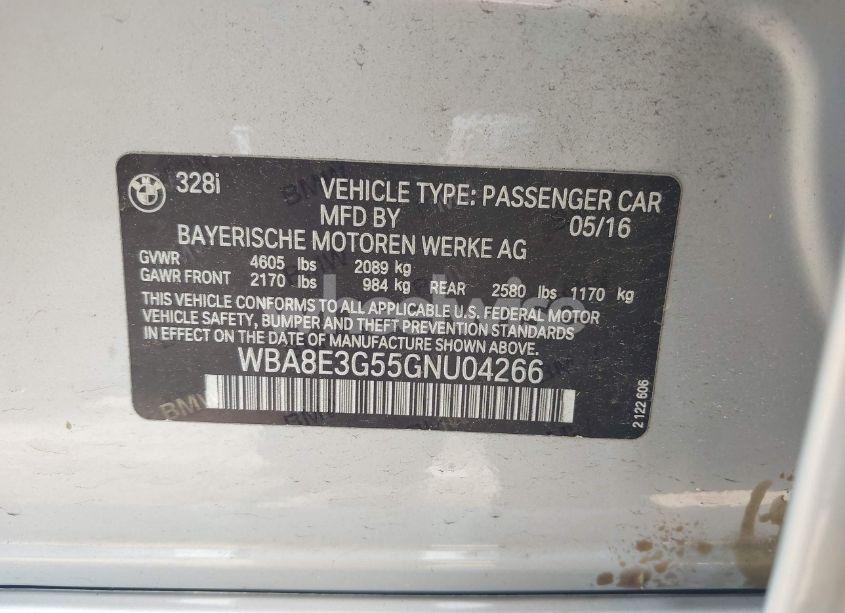 BMW 328i VEHICLE TYPE: PASSENGER CAR
MFD BY 05/16
BAYERISCHE MOTOREN WERKE AG
GVWR 4605 lbs 2089 kg
GAWR FRONT 2170 lbs 984 kg REAR 2580 lbs 1170 kg
THIS VEHICLE CONFORMS TO ALL APPLICABLE U.S. FEDERAL MOTOR
VEHICLE SAFETY, BUMPER AND THEFT PREVENTION STANDARDS
IN EFFECT ON THE DATE OF MANUFACTURE SHOWN ABOVE.
WBA8E3G55GNU04266
2 122 606